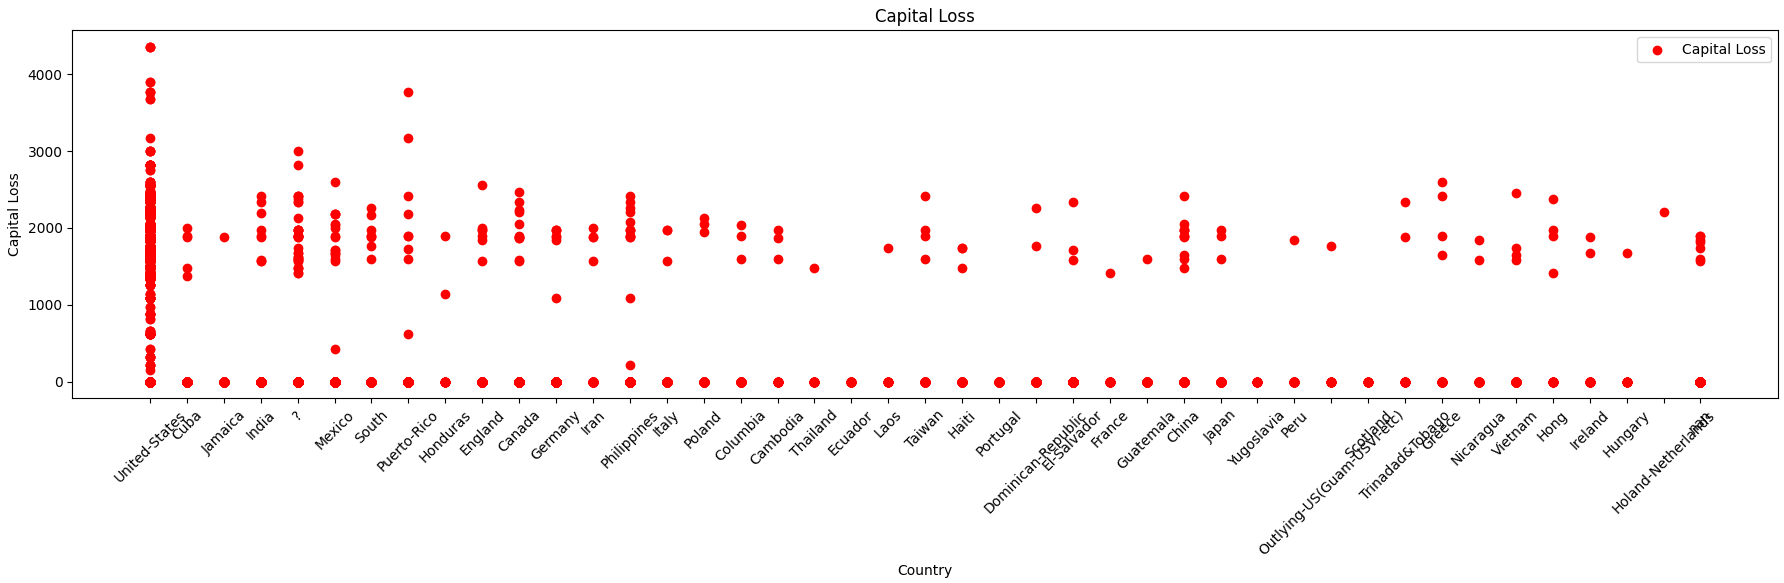 Capital Loss
Capital Loss
4000
3000
2000
1000
0
Capital Loss
United-States
Cuba
Jamaica
India
?
Mexico
South
Puerto-Rico
Honduras
England
Canada
Germany
Iran
Philippines
Italy
Poland
Columbia
Cambodia
Thailand
Ecuador
Laos
Taiwan
Haiti
Portugal
Dominican-Republic
El-Salvador
France
Guatemala
China
Japan
Yugoslavia
Peru
Outlying-US(Guam-USVI-etc)
Scotland
Trinadad&Tobago
Greece
Nicaragua
Vietnam
Hong
Ireland
Hungary
Holand-Netherlands
nan
Country